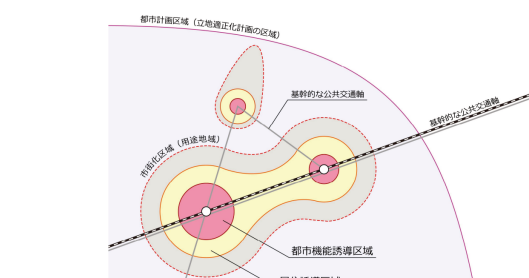 都市計画区域（立地適正化計画の区域）
基幹的な公共交通軸
基幹的な公共交通軸
市街化区域（用途地域）
都市機能誘導区域